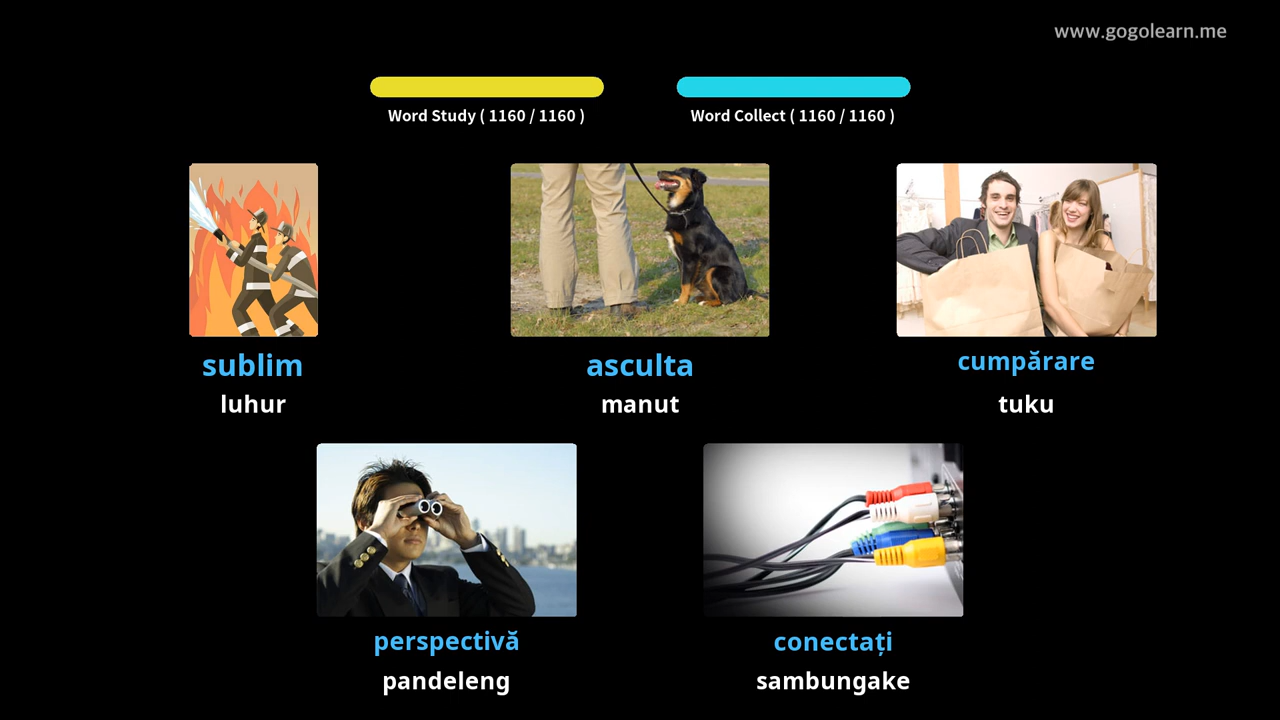 www.gogolearn.me
Word Study ( 1160 / 1160 )
Word Collect ( 1160 / 1160 )
sublim
luhur
asculta
manut
cumpărare
tuku
perspectivă
pandeleng
conectați
sambungake